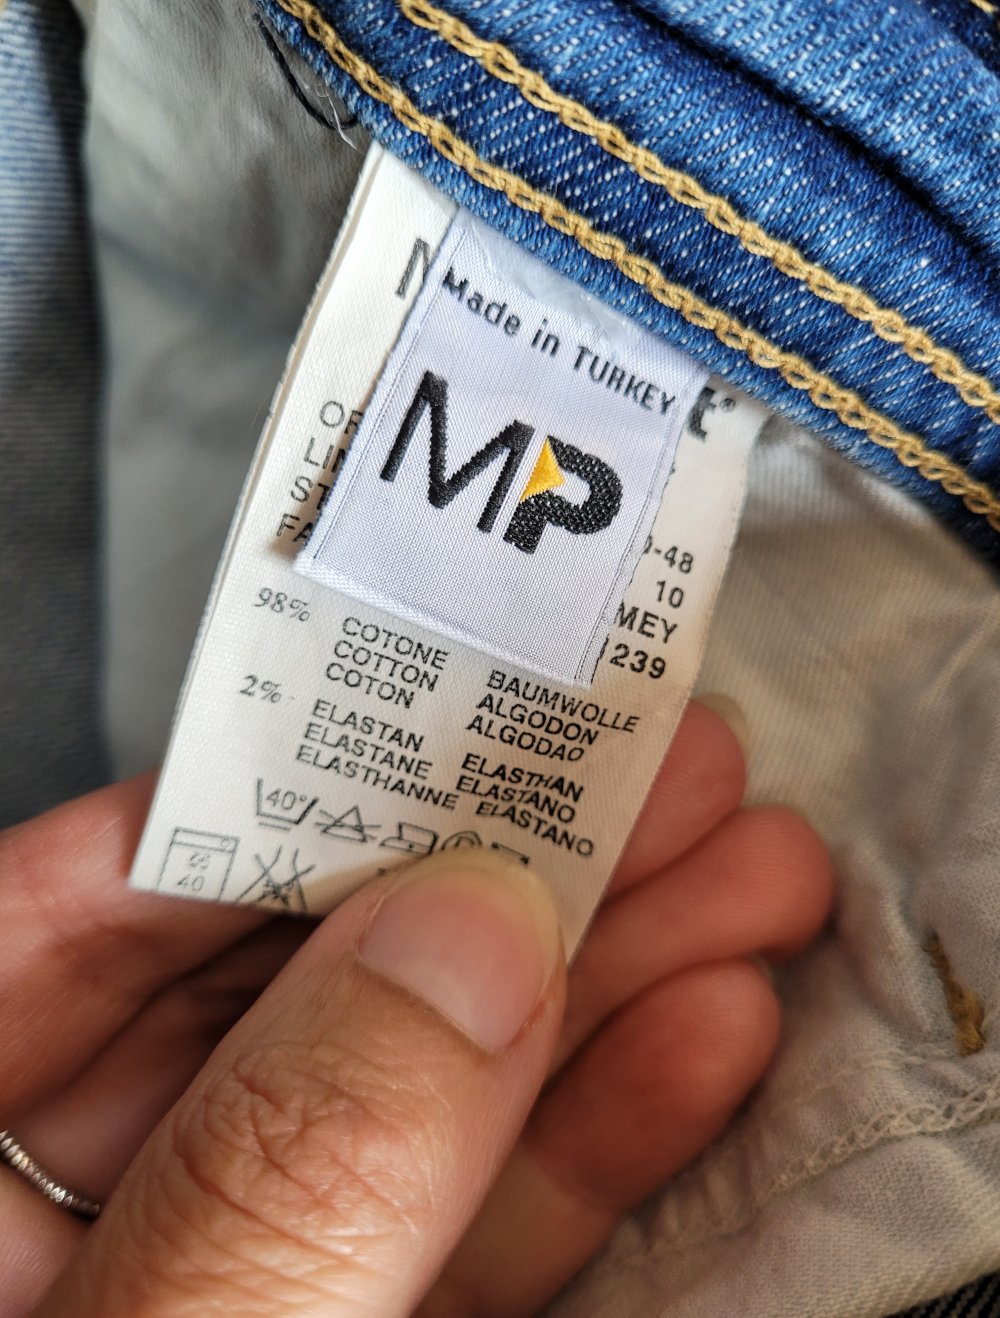 Made in TURKEY
MP
-48
10
MEY
239
98%
COTONE BAUMWOLLE
COTTON ALGODON
COTON ALGODAO
2%
ELASTAN ELASTHAN
ELASTANE ELASTANO
ELASTHANNE ELASTANO
40°
40